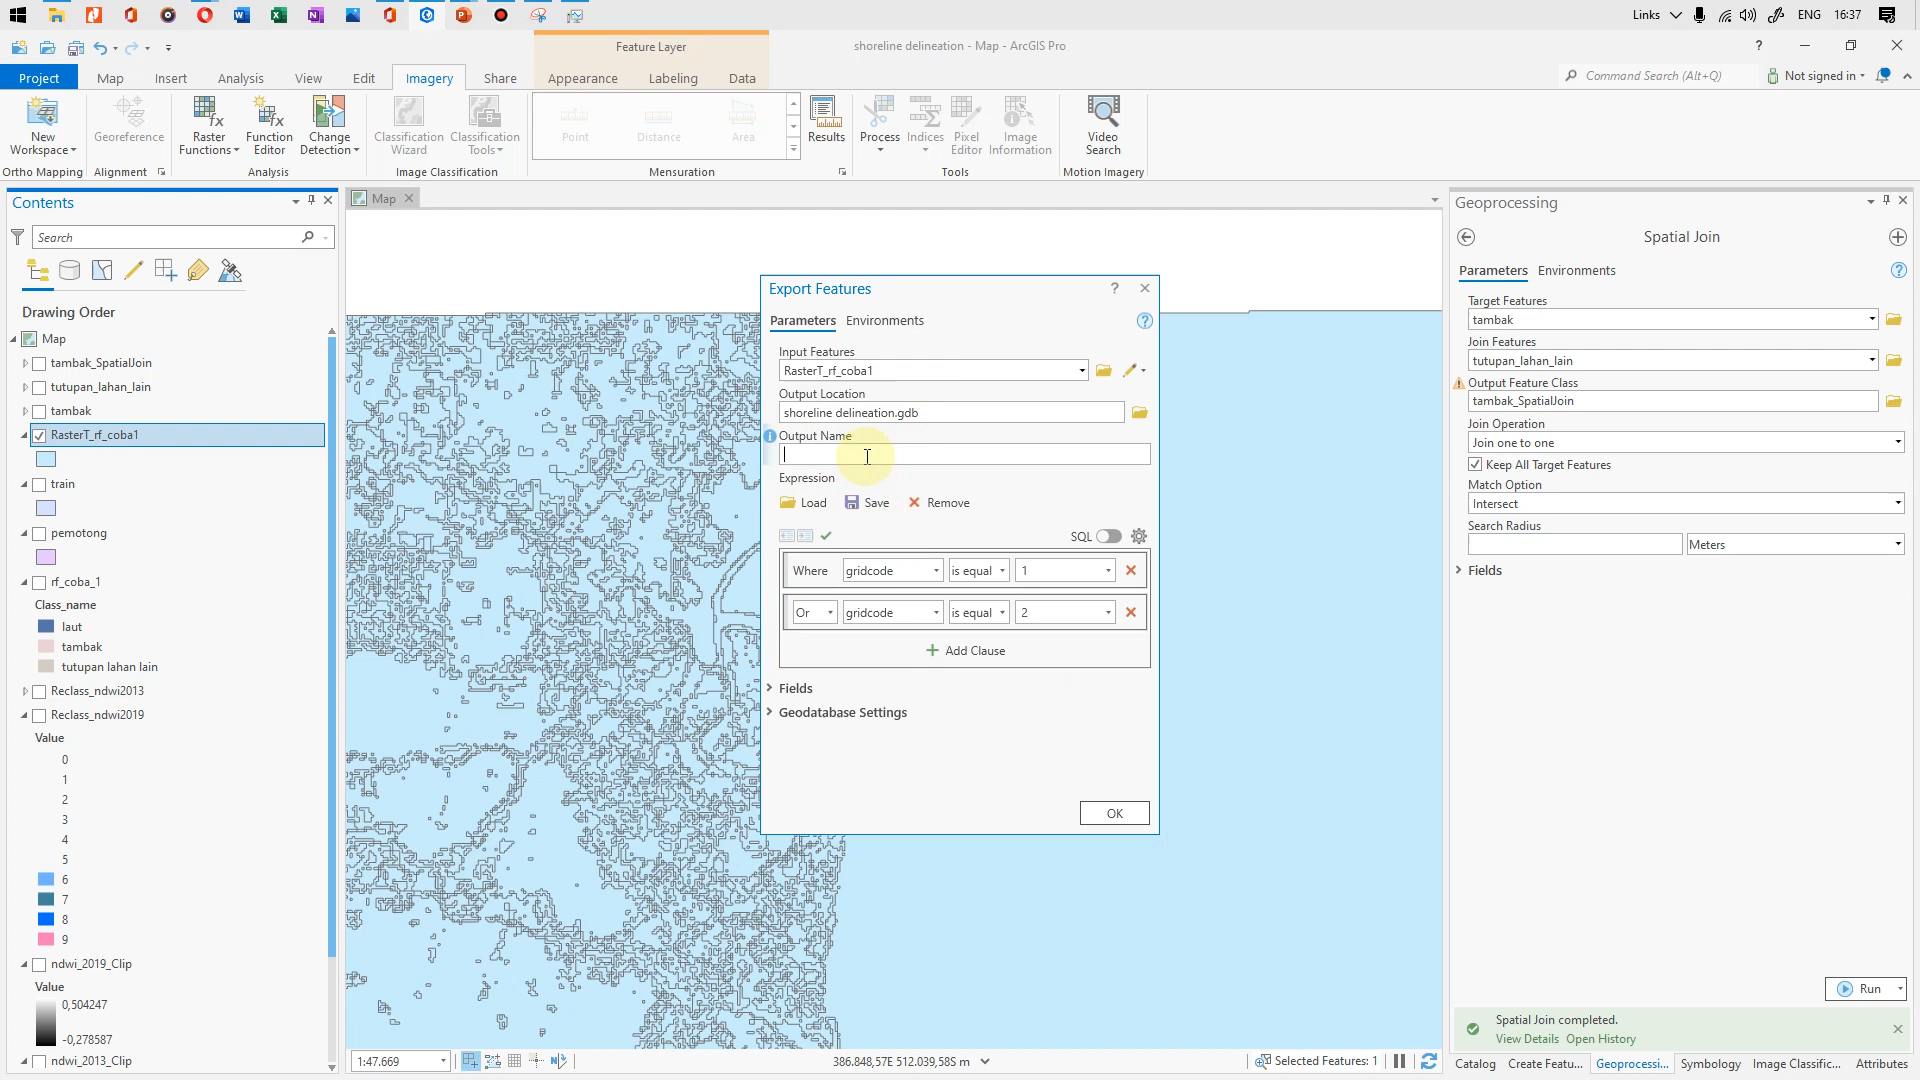 Links
ENG
16:37
Feature Layer
shoreline delineation - Map - ArcGIS Pro
Project
Map
Insert
Analysis
View
Edit
Imagery
Share
Appearance
Labeling
Data
Command Search (Alt+Q)
Not signed in
New Workspace
Georeference
Raster Functions
Function Editor
Change Detection
Classification Wizard
Classification Tools
Point
Distance
Area
Results
Process
Indices
Pixel Editor
Image Information
Video Search
Ortho Mapping
Alignment
Analysis
Image Classification
Mensuration
Tools
Motion Imagery
Contents
Search
Drawing Order
Map
tambak_SpatialJoin
tutupan_lahan_lain
tambak
RasterT_rf_coba1
train
pemotong
rf_coba_1
Class_name
laut
tambak
tutupan lahan lain
Reclass_ndwi2013
Reclass_ndwi2019
Value
0
1
2
3
4
5
6
7
8
9
ndwi_2019_Clip
Value
0,504247
-0,278587
ndwi_2013_Clip
Map
Export Features
?
Parameters
Environments
Input Features
RasterT_rf_coba1
Output Location
shoreline delineation.gdb
Output Name
Expression
Load
Save
Remove
SQL
Where
gridcode
is equal
1
Or
gridcode
is equal
2
Add Clause
Fields
Geodatabase Settings
OK
1:47.669
386.848,57E 512.039,58S m
Selected Features: 1
Geoprocessing
Spatial Join
Parameters
Environments
Target Features
tambak
Join Features
tutupan_lahan_lain
Output Feature Class
tambak_SpatialJoin
Join Operation
Join one to one
Keep All Target Features
Match Option
Intersect
Search Radius
Meters
Fields
Run
Spatial Join completed.
View Details Open History
Catalog
Create Featu...
Geoprocessi...
Symbology
Image Classific...
Attributes